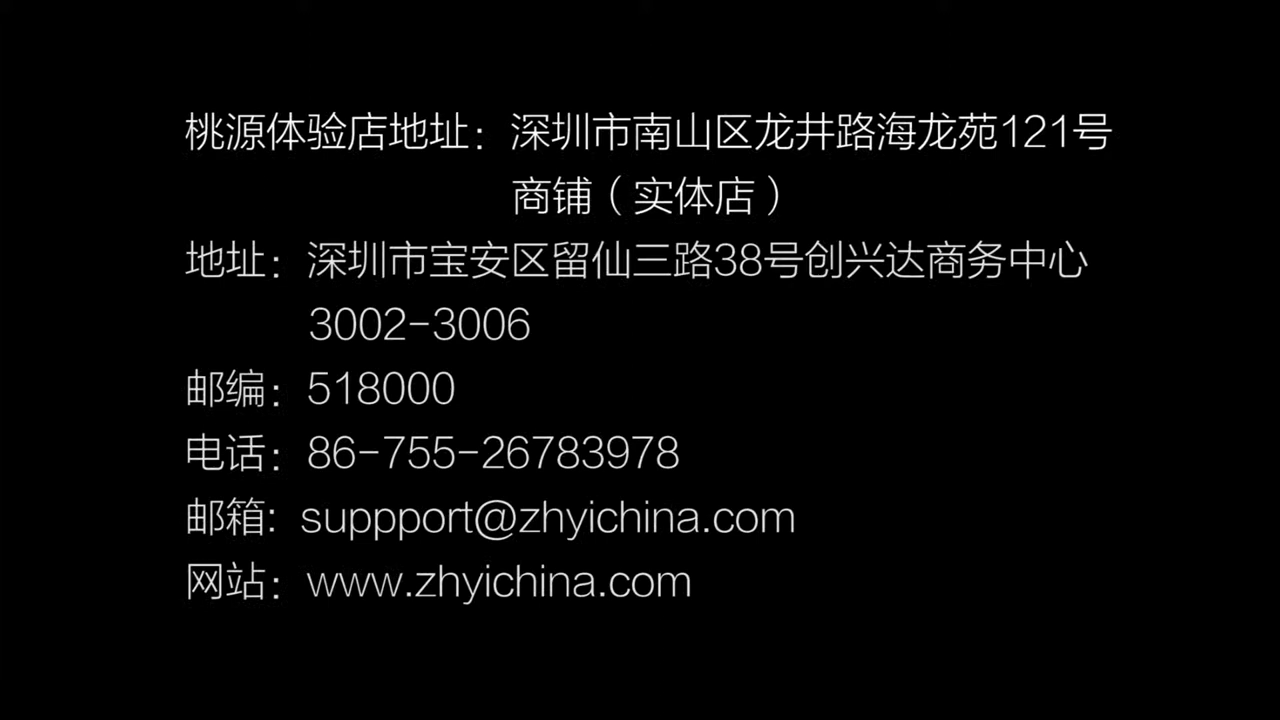 桃源体验店地址：深圳市南山区龙井路海龙苑121号
商铺（实体店）
地址：深圳市宝安区留仙三路38号创兴达商务中心
3002-3006
邮编：518000
电话：86-755-26783978
邮箱：suppport@zhyichina.com
网站：www.zhyichina.com